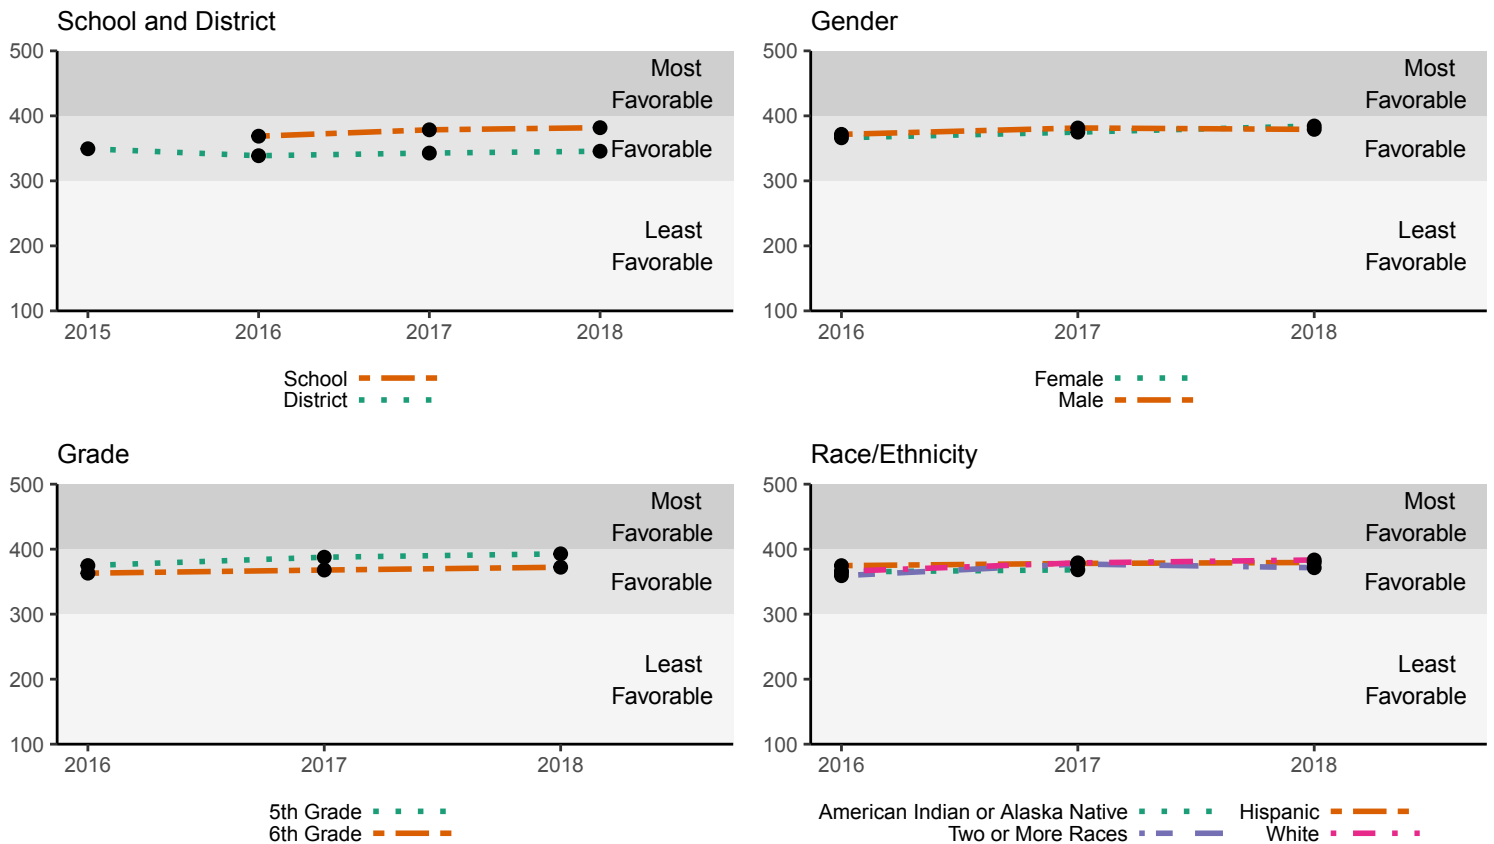 School and District
500
400
300
200
100
Most
Favorable
Favorable
Least
Favorable
2015 2016 2017 2018
School
District
Gender
500
400
300
200
100
Most
Favorable
Favorable
Least
Favorable
2016 2017 2018
Female
Male
Grade
500
400
300
200
100
Most
Favorable
Favorable
Least
Favorable
2016 2017 2018
5th Grade
6th Grade
Race/Ethnicity
500
400
300
200
100
Most
Favorable
Favorable
Least
Favorable
2016 2017 2018
American Indian or Alaska Native Hispanic
Two or More Races White